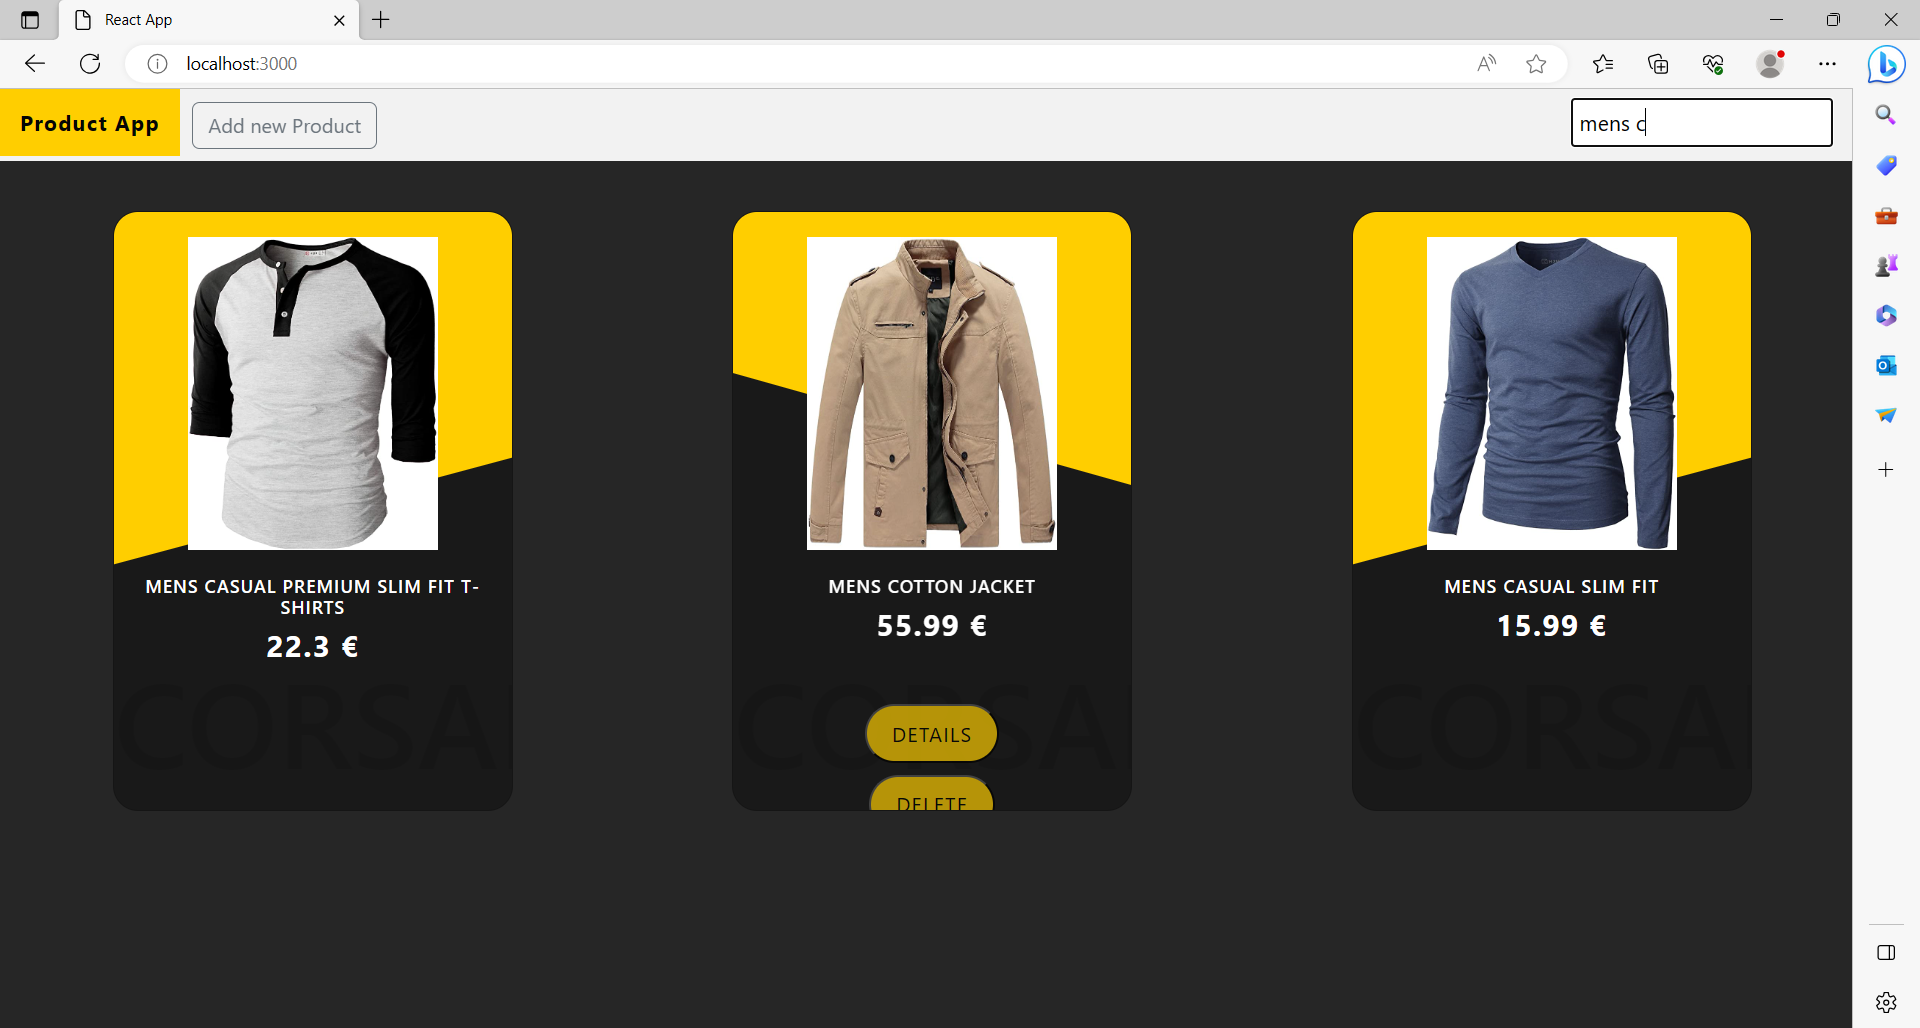 React App
localhost:3000
Product App
Add new Product
mens c
MENS CASUAL PREMIUM SLIM FIT T-
SHIRTS
22.3 €
CORSA
MENS COTTON JACKET
55.99 €
CORSA
DETAILS
DELETE
MENS CASUAL SLIM FIT
15.99 €
CORSA